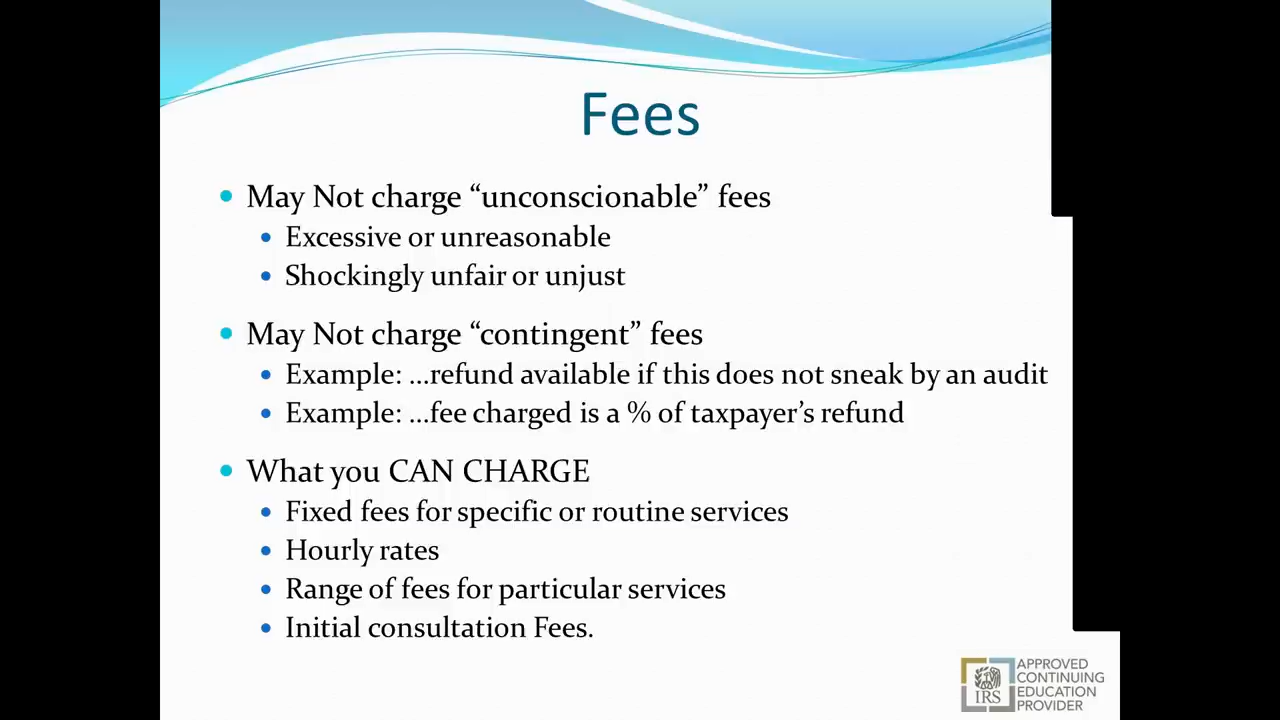 Fees
May Not charge “unconscionable” fees
Excessive or unreasonable
Shockingly unfair or unjust
May Not charge “contingent” fees
Example: ...refund available if this does not sneak by an audit
Example: ...fee charged is a % of taxpayer’s refund
What you CAN CHARGE
Fixed fees for specific or routine services
Hourly rates
Range of fees for particular services
Initial consultation Fees.
IRS
APPROVED
CONTINUING
EDUCATION
PROVIDER